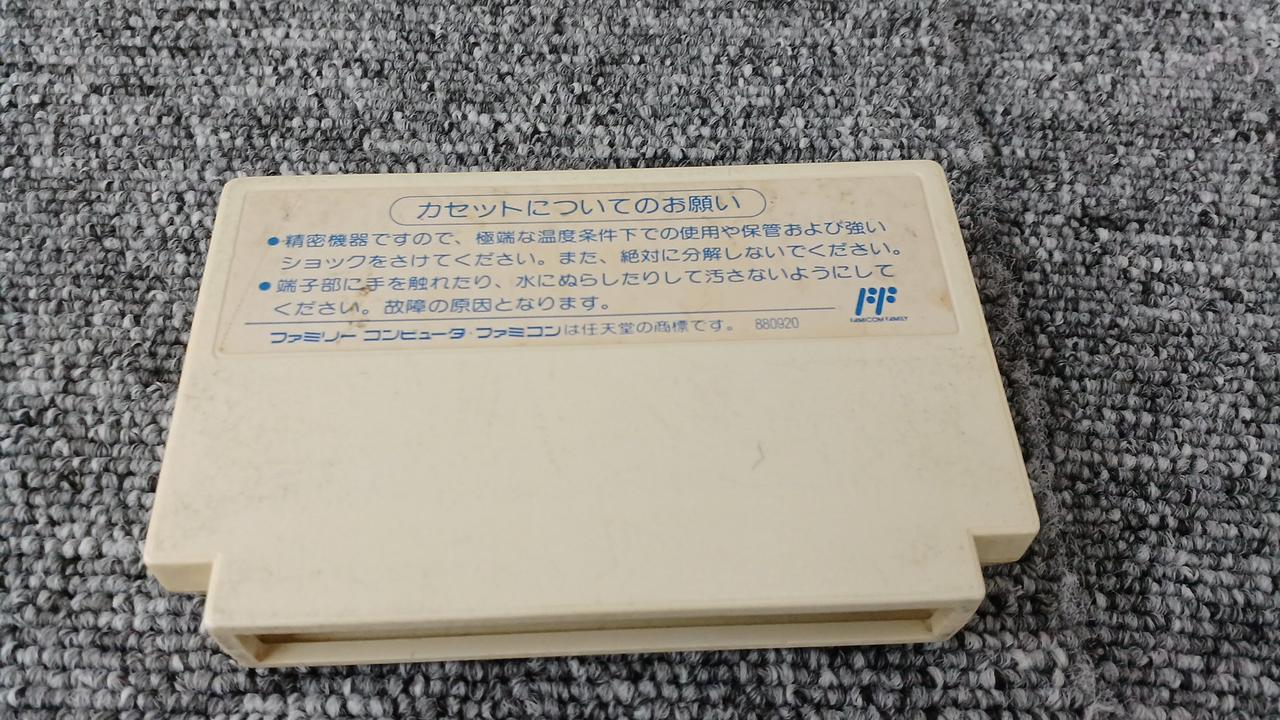 カセットについてのお願い
●精密機器ですので、極端な温度条件下での使用や保管および強い
ショックをさけてください。また、絶対に分解しないでください。
●端子部に手を触れたり、水にぬらしたりして汚さないようにして
ください。故障の原因となります。
FAMICOM FAMILY
ファミリー コンピュータ・ファミコンは任天堂の商標です。 880920